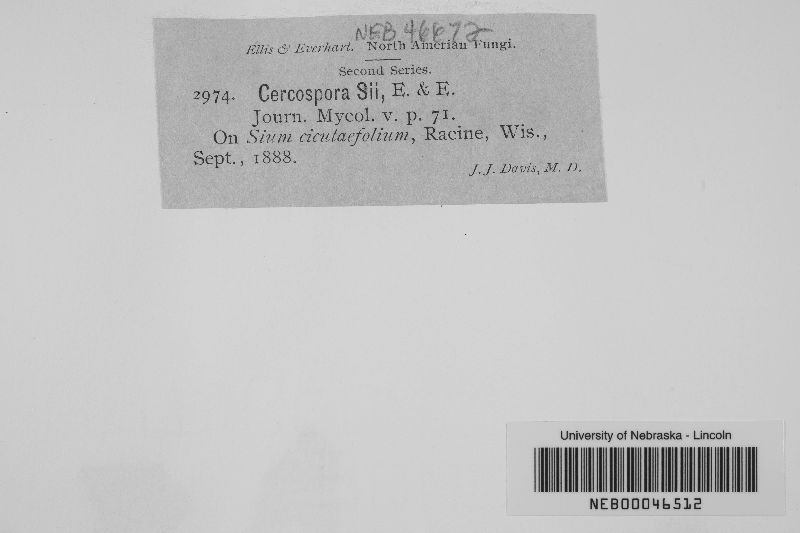 NEB 46672
Ellis & Everhart. North Amerian Fungi.
Second Series.
2974. Cercospora Sii, E. & E.
Journ. Mycol. v. p. 71.
On Sium cicutaefolium, Racine, Wis.,
Sept., 1888.
J. J. Davis, M. D.
University of Nebraska - Lincoln
NEB00046512